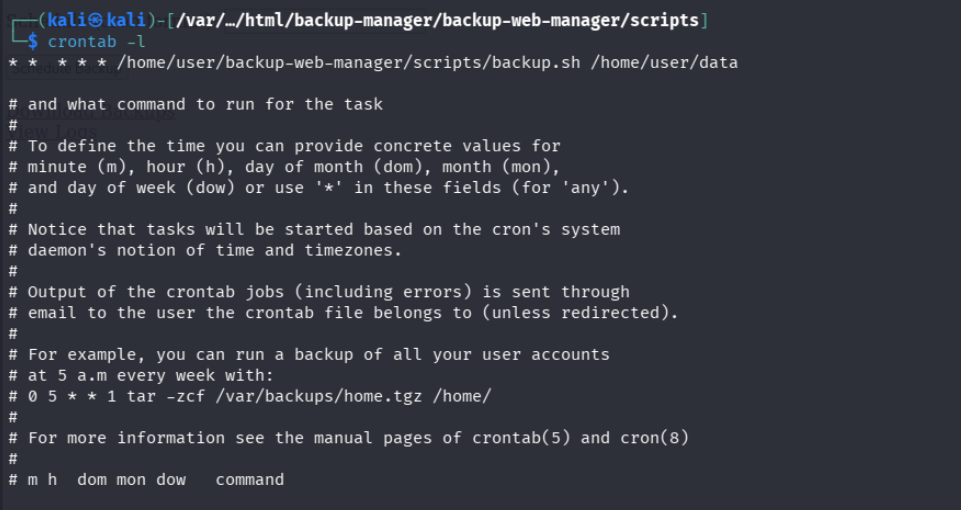 ┌──(kali㉿kali)-[/var/…/html/backup-manager/backup-web-manager/scripts]
└─$ crontab -l
* *  * * * /home/user/backup-web-manager/scripts/backup.sh /home/user/data
# and what command to run for the task
#
View Logs
# To define the time you can provide concrete values for
# minute (m), hour (h), day of month (dom), month (mon),
# and day of week (dow) or use '*' in these fields (for 'any').
#
# Notice that tasks will be started based on the cron's system
# daemon's notion of time and timezones.
#
# Output of the crontab jobs (including errors) is sent through
# email to the user the crontab file belongs to (unless redirected).
#
# For example, you can run a backup of all your user accounts
# at 5 a.m every week with:
# 0 5 * * 1 tar -zcf /var/backups/home.tgz /home/
#
# For more information see the manual pages of crontab(5) and cron(8)
#
# m h  dom mon dow   command